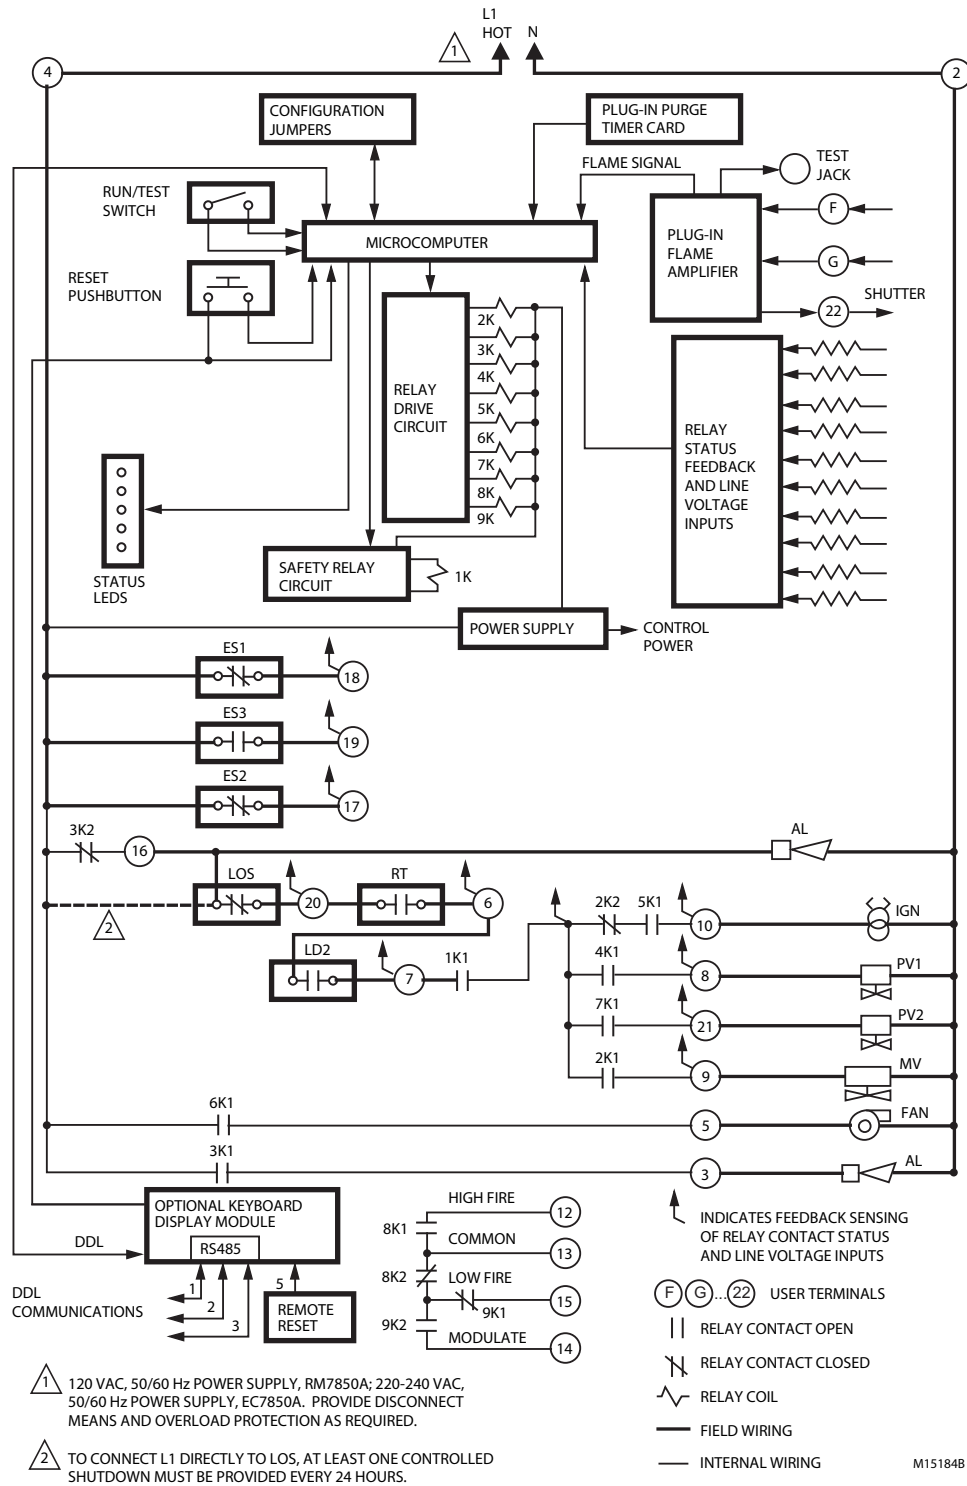 L1
HOT
N
1
4
2
CONFIGURATION
JUMPERS
PLUG-IN PURGE
TIMER CARD
FLAME SIGNAL
TEST
JACK
RUN/TEST
SWITCH
MICROCOMPUTER
PLUG-IN
FLAME
AMPLIFIER
F
G
22
SHUTTER
RESET
PUSHBUTTON
RELAY
DRIVE
CIRCUIT
2K
3K
4K
5K
6K
7K
8K
9K
RELAY
STATUS
FEEDBACK
AND LINE
VOLTAGE
INPUTS
STATUS
LEDS
SAFETY RELAY
CIRCUIT
1K
POWER SUPPLY
CONTROL
POWER
ES1
18
ES3
19
ES2
17
3K2
16
AL
LOS
20
RT
6
2
2K2
5K1
10
IGN
LD2
7
1K1
4K1
8
PV1
7K1
21
PV2
2K1
9
MV
6K1
5
FAN
3K1
3
AL
OPTIONAL KEYBOARD
DISPLAY MODULE
RS485
DDL
DDL
COMMUNICATIONS
1
2
3
5
REMOTE
RESET
HIGH FIRE
12
8K1
COMMON
13
8K2
LOW FIRE
9K1
15
9K2
MODULATE
14
INDICATES FEEDBACK SENSING
OF RELAY CONTACT STATUS
AND LINE VOLTAGE INPUTS
F G...22 USER TERMINALS
RELAY CONTACT OPEN
RELAY CONTACT CLOSED
RELAY COIL
FIELD WIRING
INTERNAL WIRING
1 120 VAC, 50/60 Hz POWER SUPPLY, RM7850A; 220-240 VAC,
50/60 Hz POWER SUPPLY, EC7850A. PROVIDE DISCONNECT
MEANS AND OVERLOAD PROTECTION AS REQUIRED.
2 TO CONNECT L1 DIRECTLY TO LOS, AT LEAST ONE CONTROLLED
SHUTDOWN MUST BE PROVIDED EVERY 24 HOURS.
M15184B